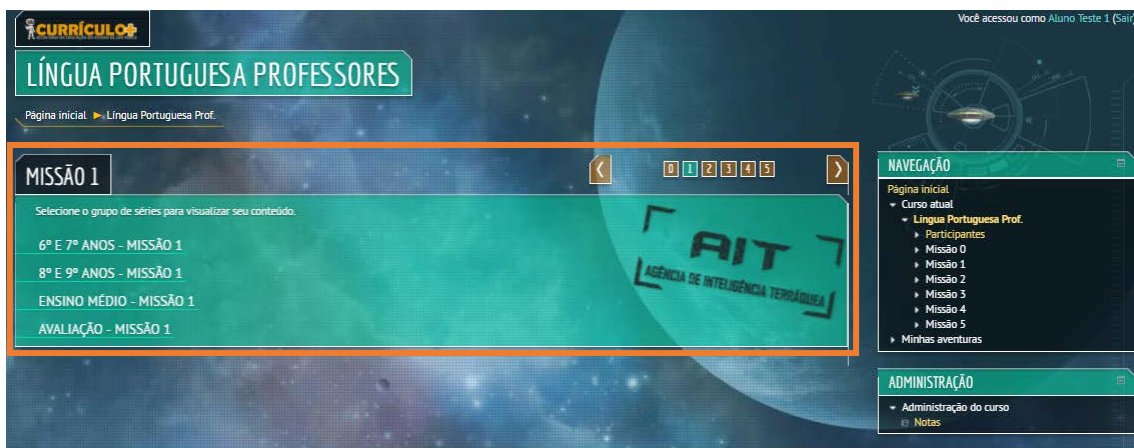 CURRÍCULO+
Você acessou como Aluno Teste 1 (Sair)
LÍNGUA PORTUGUESA PROFESSORES
Página inicial ► Língua Portuguesa Prof.
MISSÃO 1
0 1 2 3 4 5
Selecione o grupo de séries para visualizar seu conteúdo.
6º E 7º ANOS - MISSÃO 1
8º E 9º ANOS - MISSÃO 1
ENSINO MÉDIO - MISSÃO 1
AVALIAÇÃO - MISSÃO 1
AIT
AGÊNCIA DE INTELIGÊNCIA TERRÁQUEA
NAVEGAÇÃO
Página inicial
Curso atual
Língua Portuguesa Prof.
Participantes
Missão 0
Missão 1
Missão 2
Missão 3
Missão 4
Missão 5
Minhas aventuras
ADMINISTRAÇÃO
Administração do curso
Notas